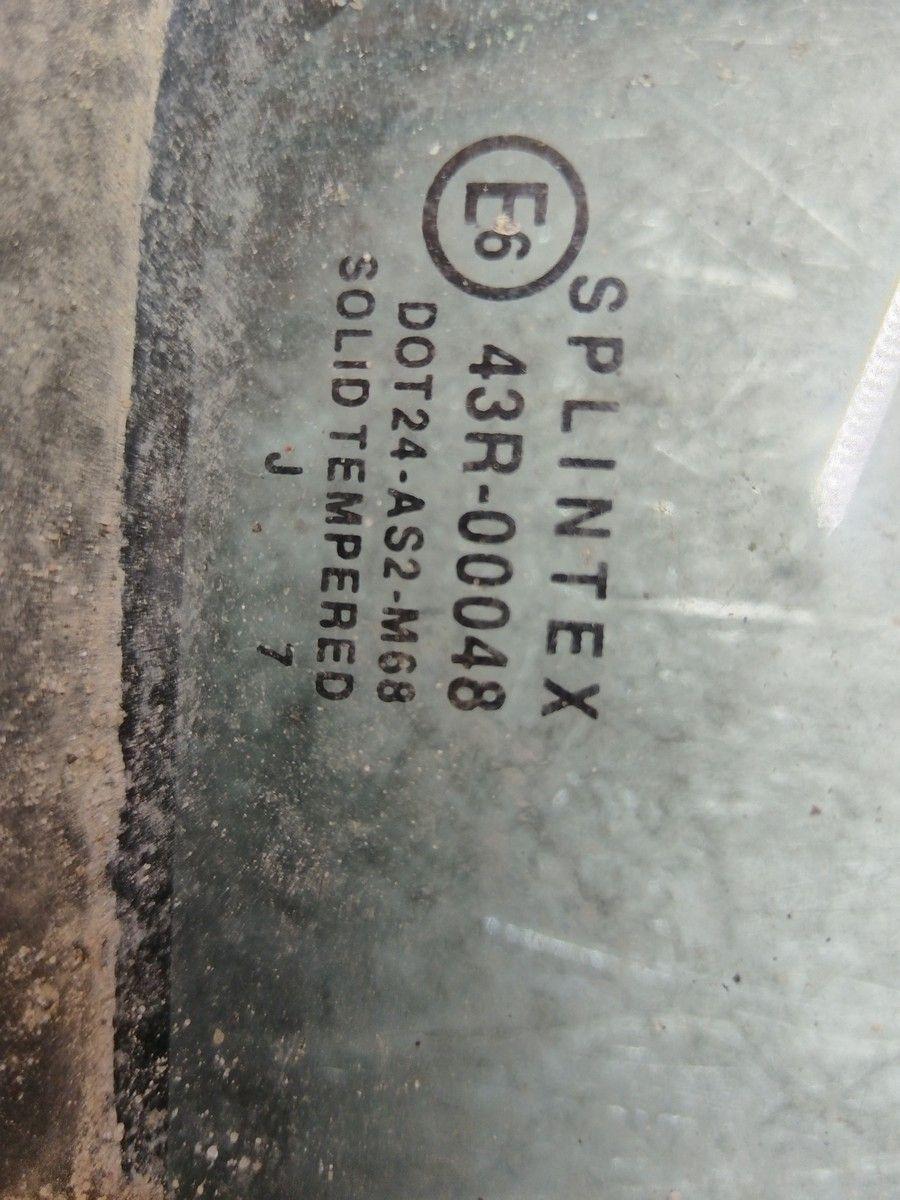 SPLINTEX
E6 43R-00048
DOT24-AS2-M68
SOLID TEMPERED
J 7